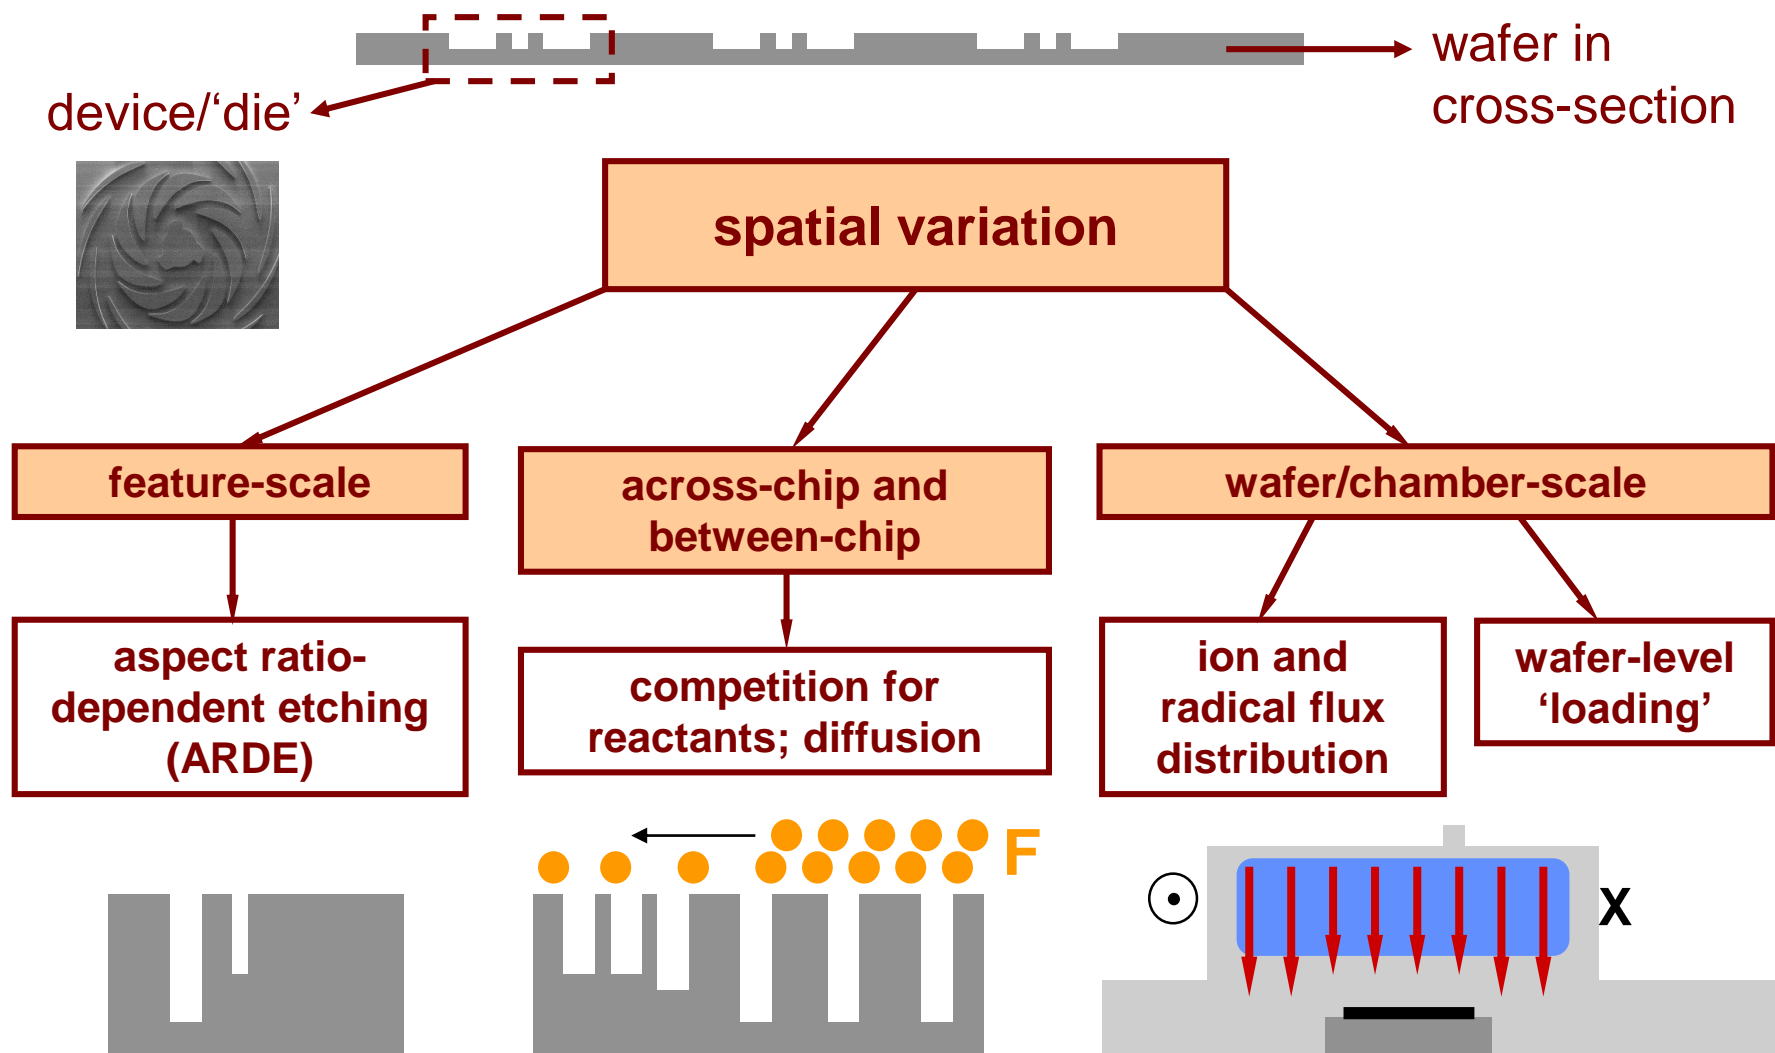 wafer in
cross-section
device/‘die’
spatial variation
feature-scale
across-chip and
between-chip
wafer/chamber-scale
aspect ratio-
dependent etching
(ARDE)
competition for
reactants; diffusion
ion and
radical flux
distribution
wafer-level
‘loading’
F
X